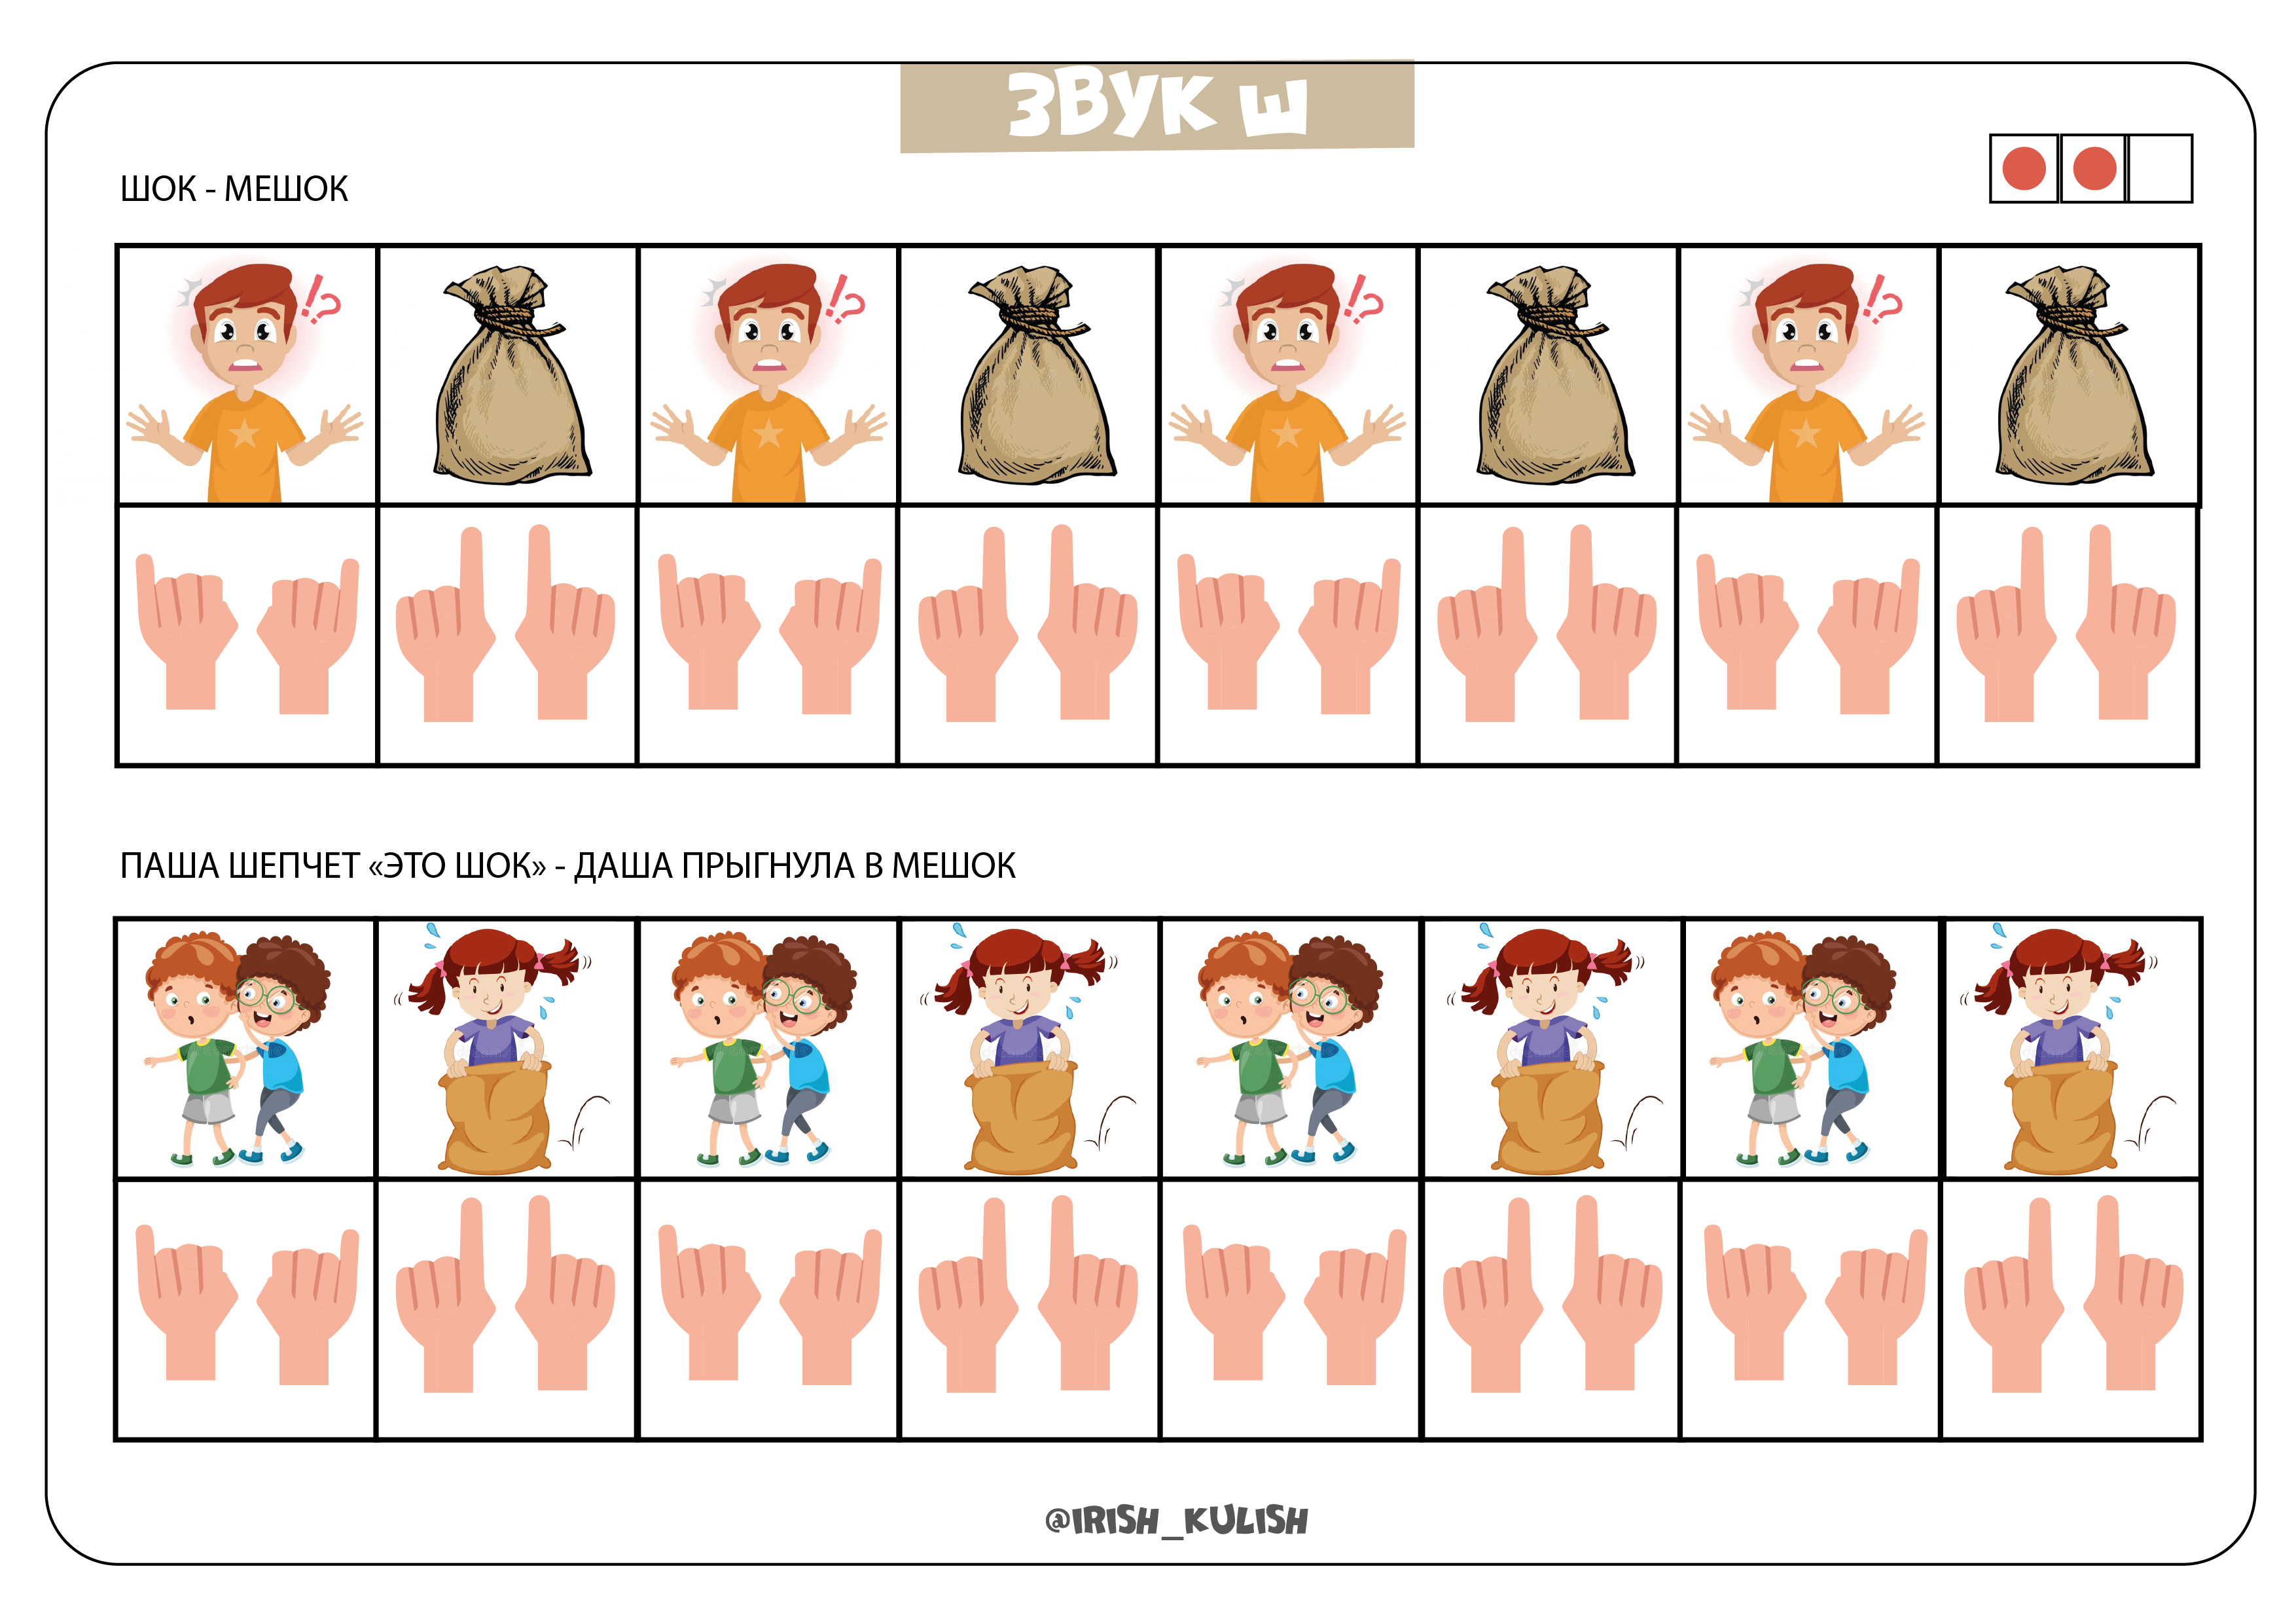 ЗВУК Ш
ШОК - МЕШОК
ПАША ШЕПЧЕТ «ЭТО ШОК» - ДАША ПРЫГНУЛА В МЕШОК
@IRISH_KULISH